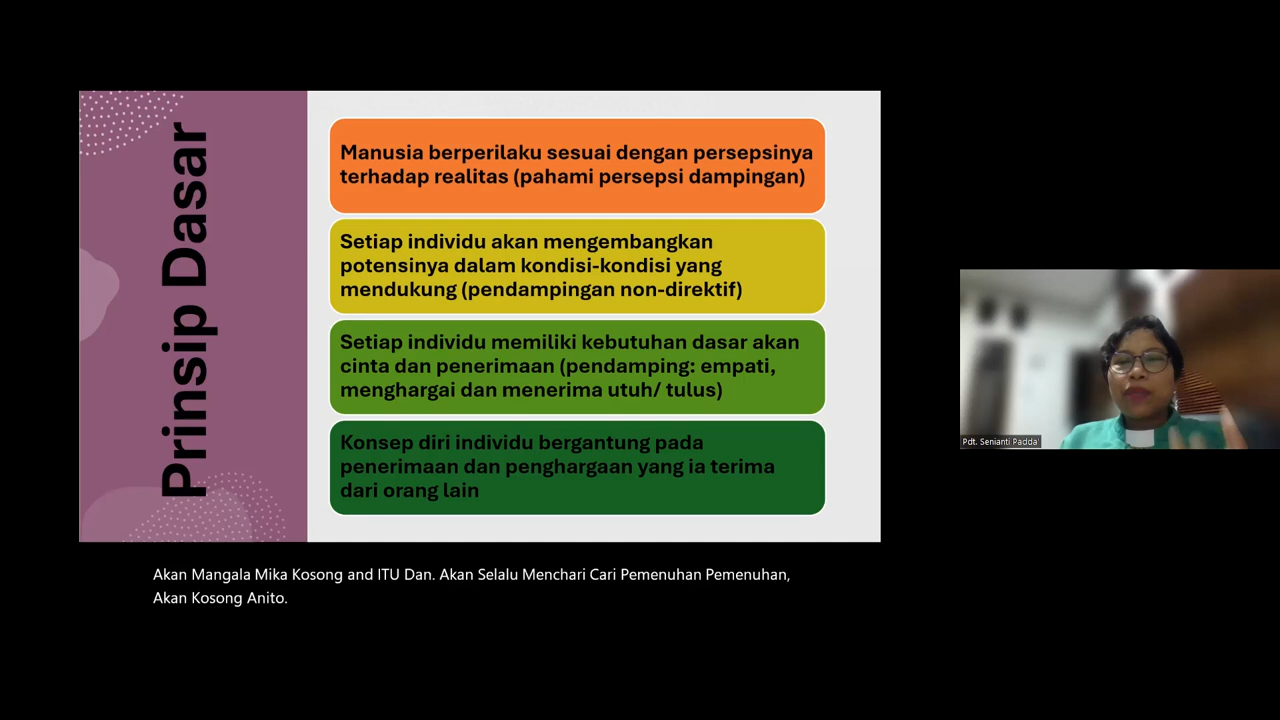 Prinsip Dasar
Manusia berperilaku sesuai dengan persepsinya
terhadap realitas (pahami persepsi dampingan)
Setiap individu akan mengembangkan
potensinya dalam kondisi-kondisi yang
mendukung (pendampingan non-direktif)
Setiap individu memiliki kebutuhan dasar akan
cinta dan penerimaan (pendamping: empati,
menghargai dan menerima utuh/ tulus)
Konsep diri individu bergantung pada
penerimaan dan penghargaan yang ia terima
dari orang lain
Pdt. Senianti Padda'
Akan Mangala Mika Kosong and ITU Dan. Akan Selalu Menchari Cari Pemenuhan Pemenuhan,
Akan Kosong Anito.